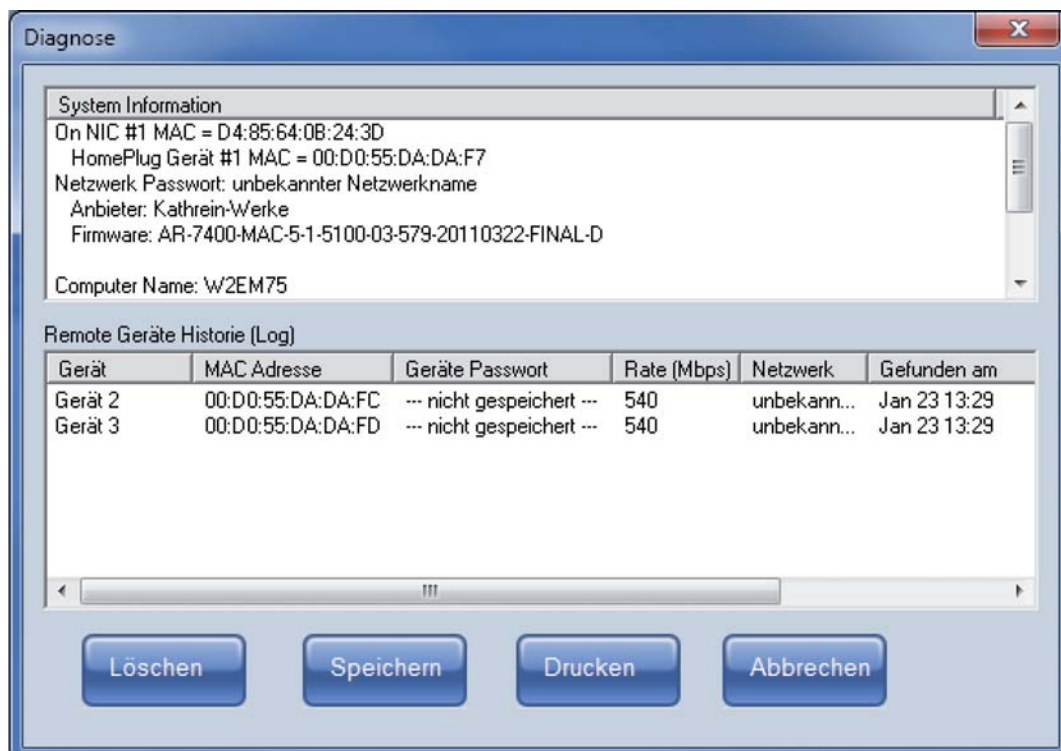 Diagnose
System Information
On NIC #1 MAC = D4:85:64:0B:24:3D
HomePlug Gerät #1 MAC = 00:D0:55:DA:DA:F7
Netzwerk Passwort: unbekannter Netzwerkname
Anbieter: Kathrein-Werke
Firmware: AR-7400-MAC-5-1-5100-03-579-20110322-FINAL-D
Computer Name: W2EM75
Remote Geräte Historie (Log)
Gerät MAC Adresse Geräte Passwort Rate (Mbps) Netzwerk Gefunden am
Gerät 2 00:D0:55:DA:DA:FC --- nicht gespeichert --- 540 unbekann... Jan 23 13:29
Gerät 3 00:D0:55:DA:DA:FD --- nicht gespeichert --- 540 unbekann... Jan 23 13:29
Löschen Speichern Drucken Abbrechen